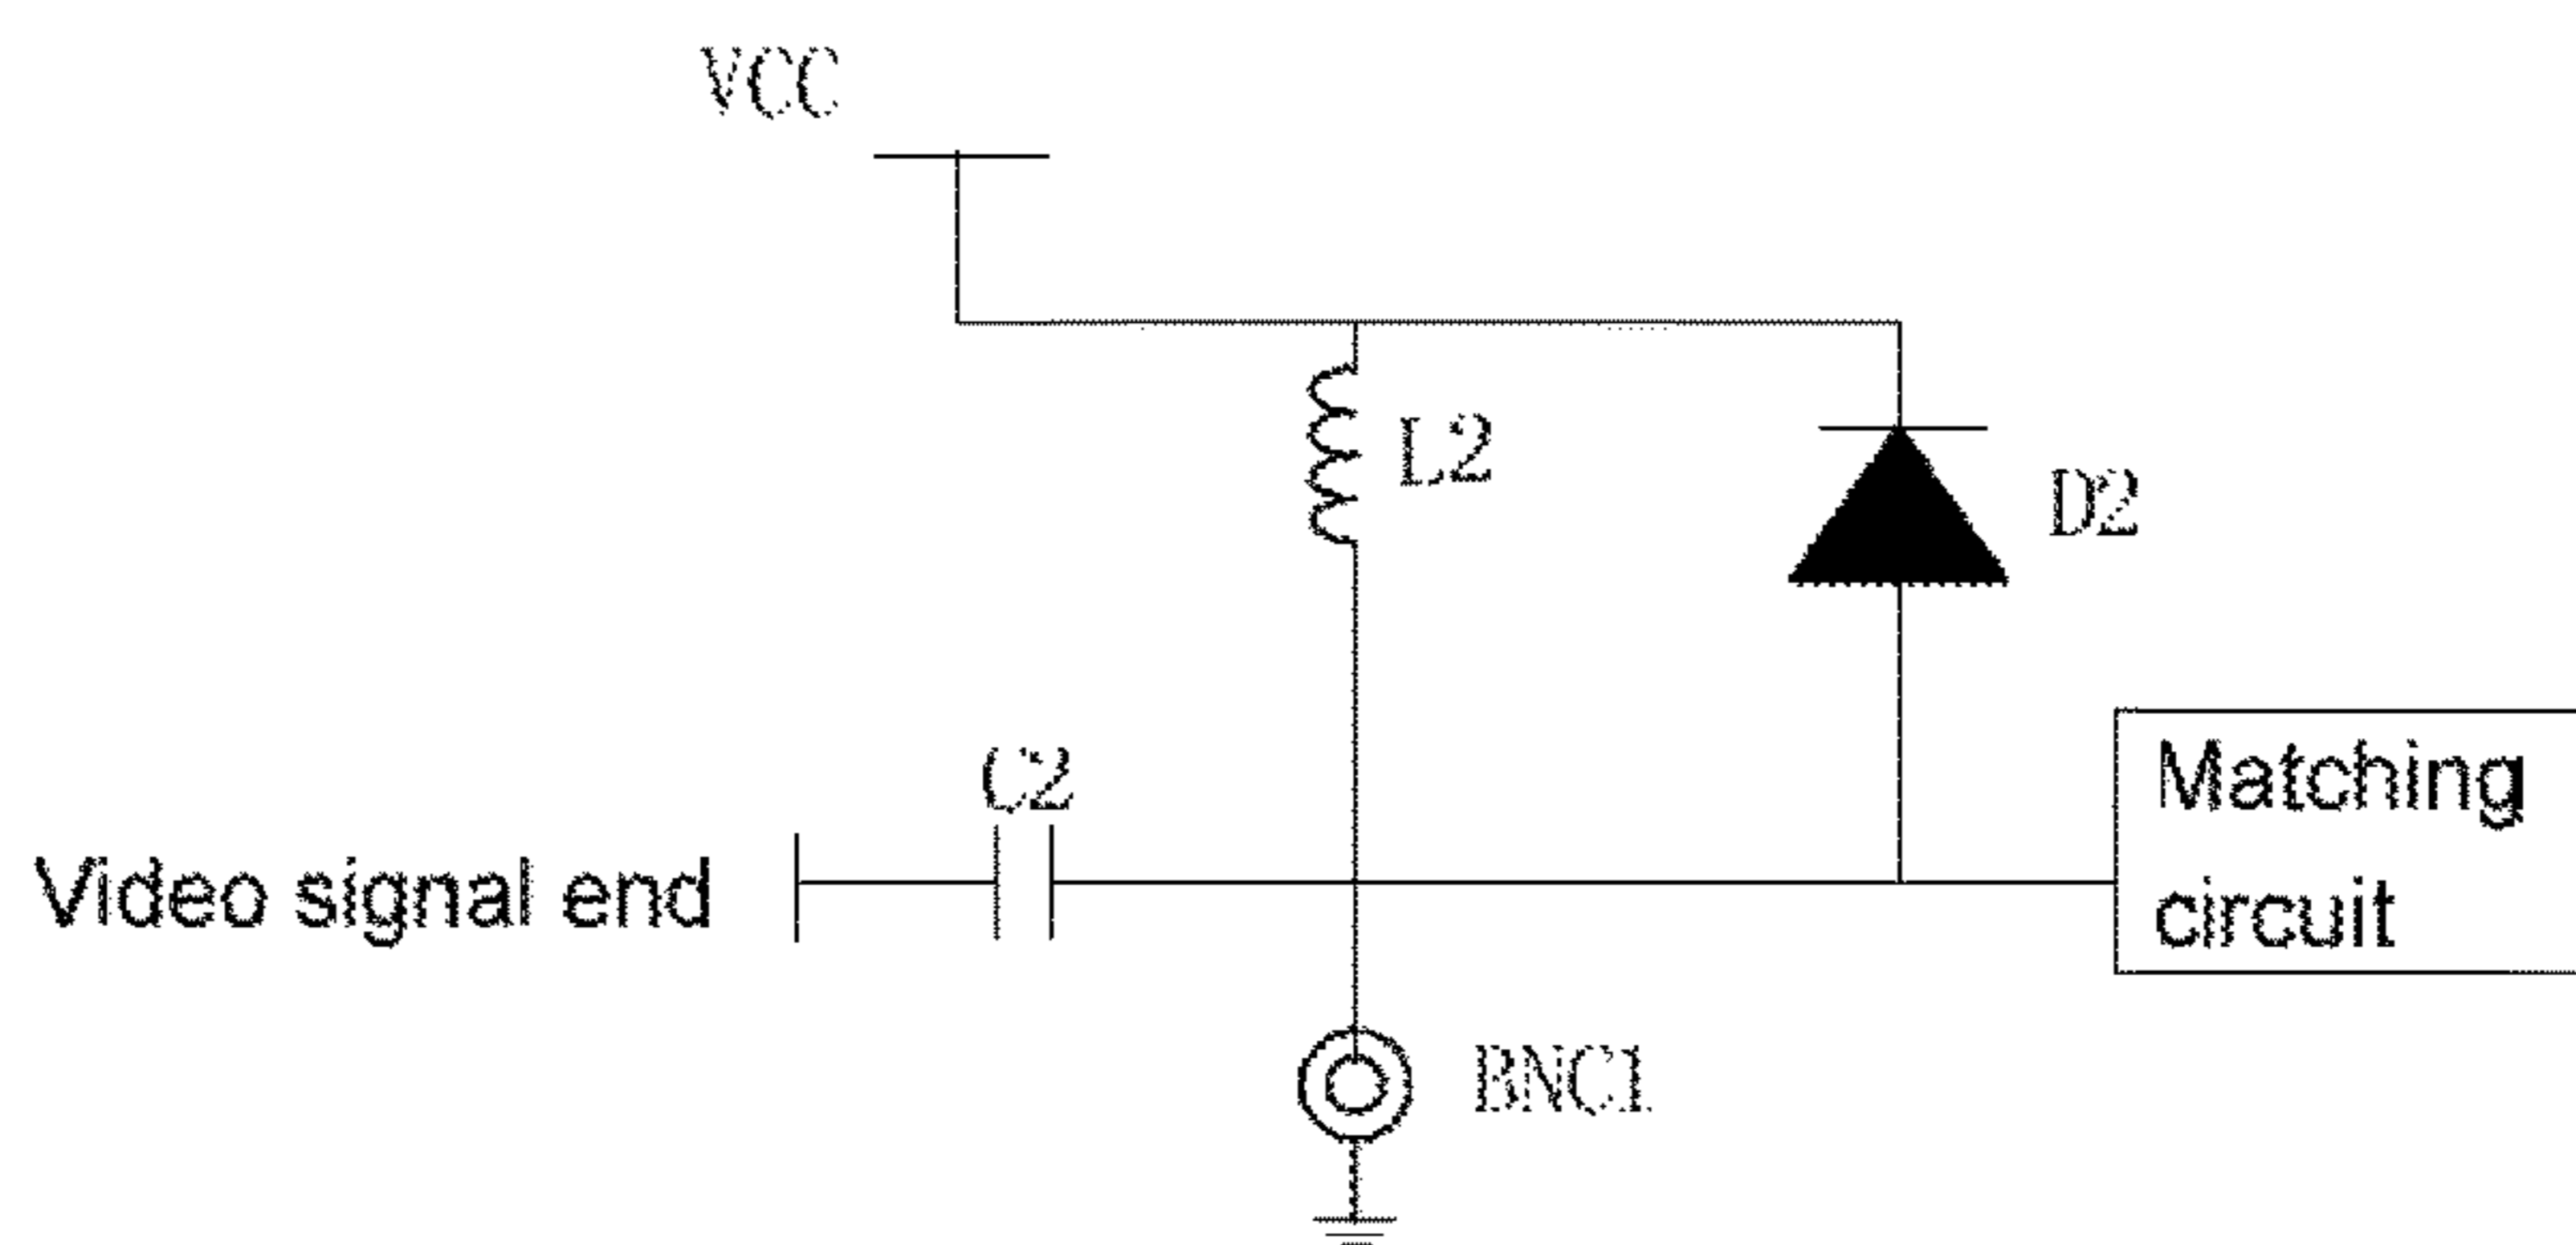 VCC
L2
D2
C2
Video signal end
Matching
circuit
BNC1